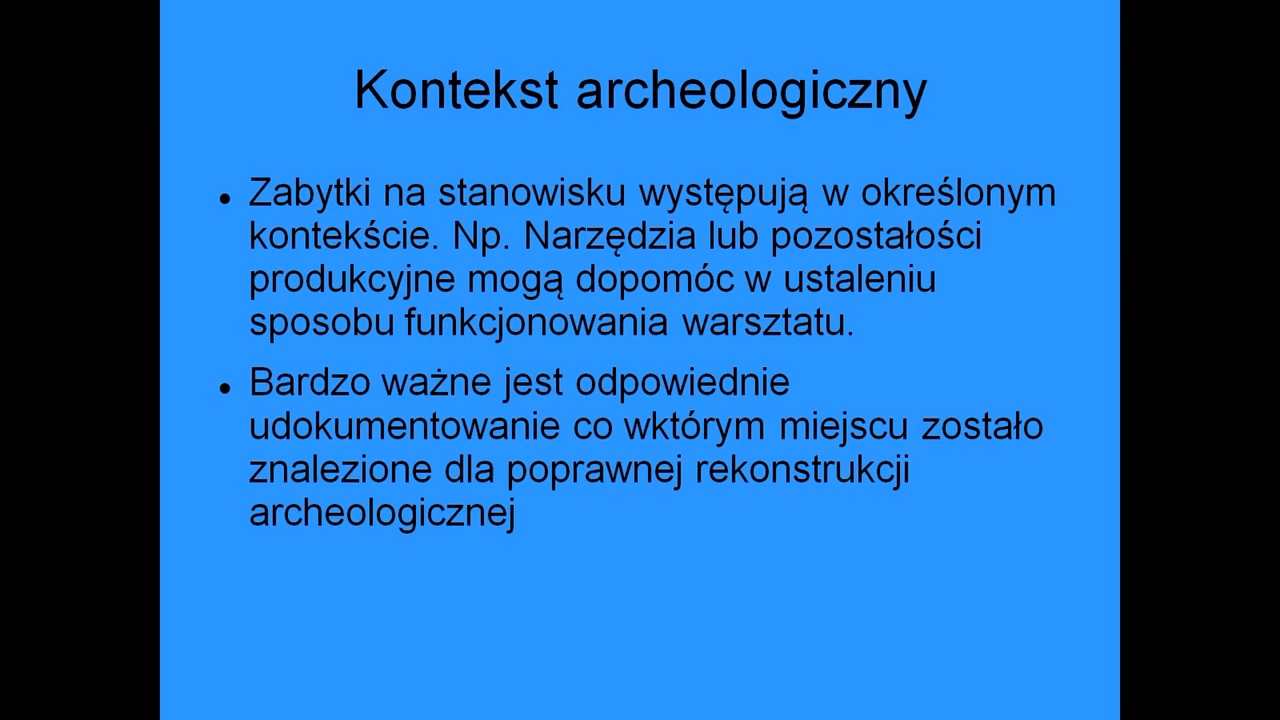 Kontekst archeologiczny
Zabytki na stanowisku występują w określonym
kontekście. Np. Narzędzia lub pozostałości
produkcyjne mogą dopomóc w ustaleniu
sposobu funkcjonowania warsztatu.
Bardzo ważne jest odpowiednie
udokumentowanie co wktórym miejscu zostało
znalezione dla poprawnej rekonstrukcji
archeologicznej